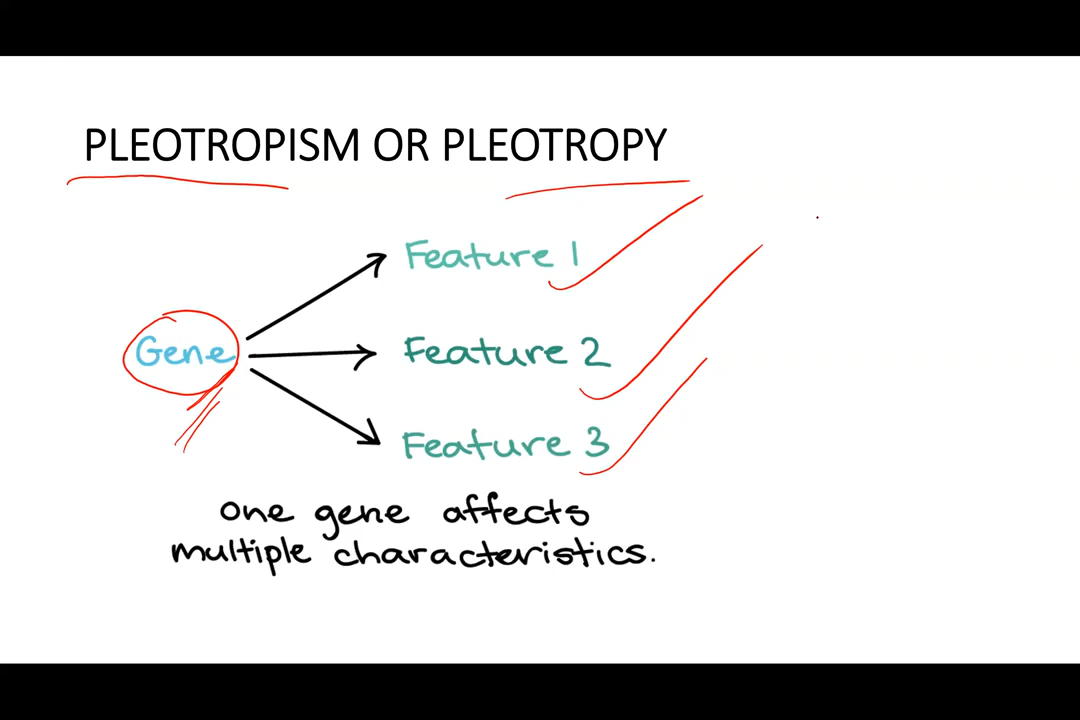 PLEOTROPISM OR PLEOTROPY
Feature 1
Gene
Feature 2
Feature 3
one gene affects
multiple characteristics.